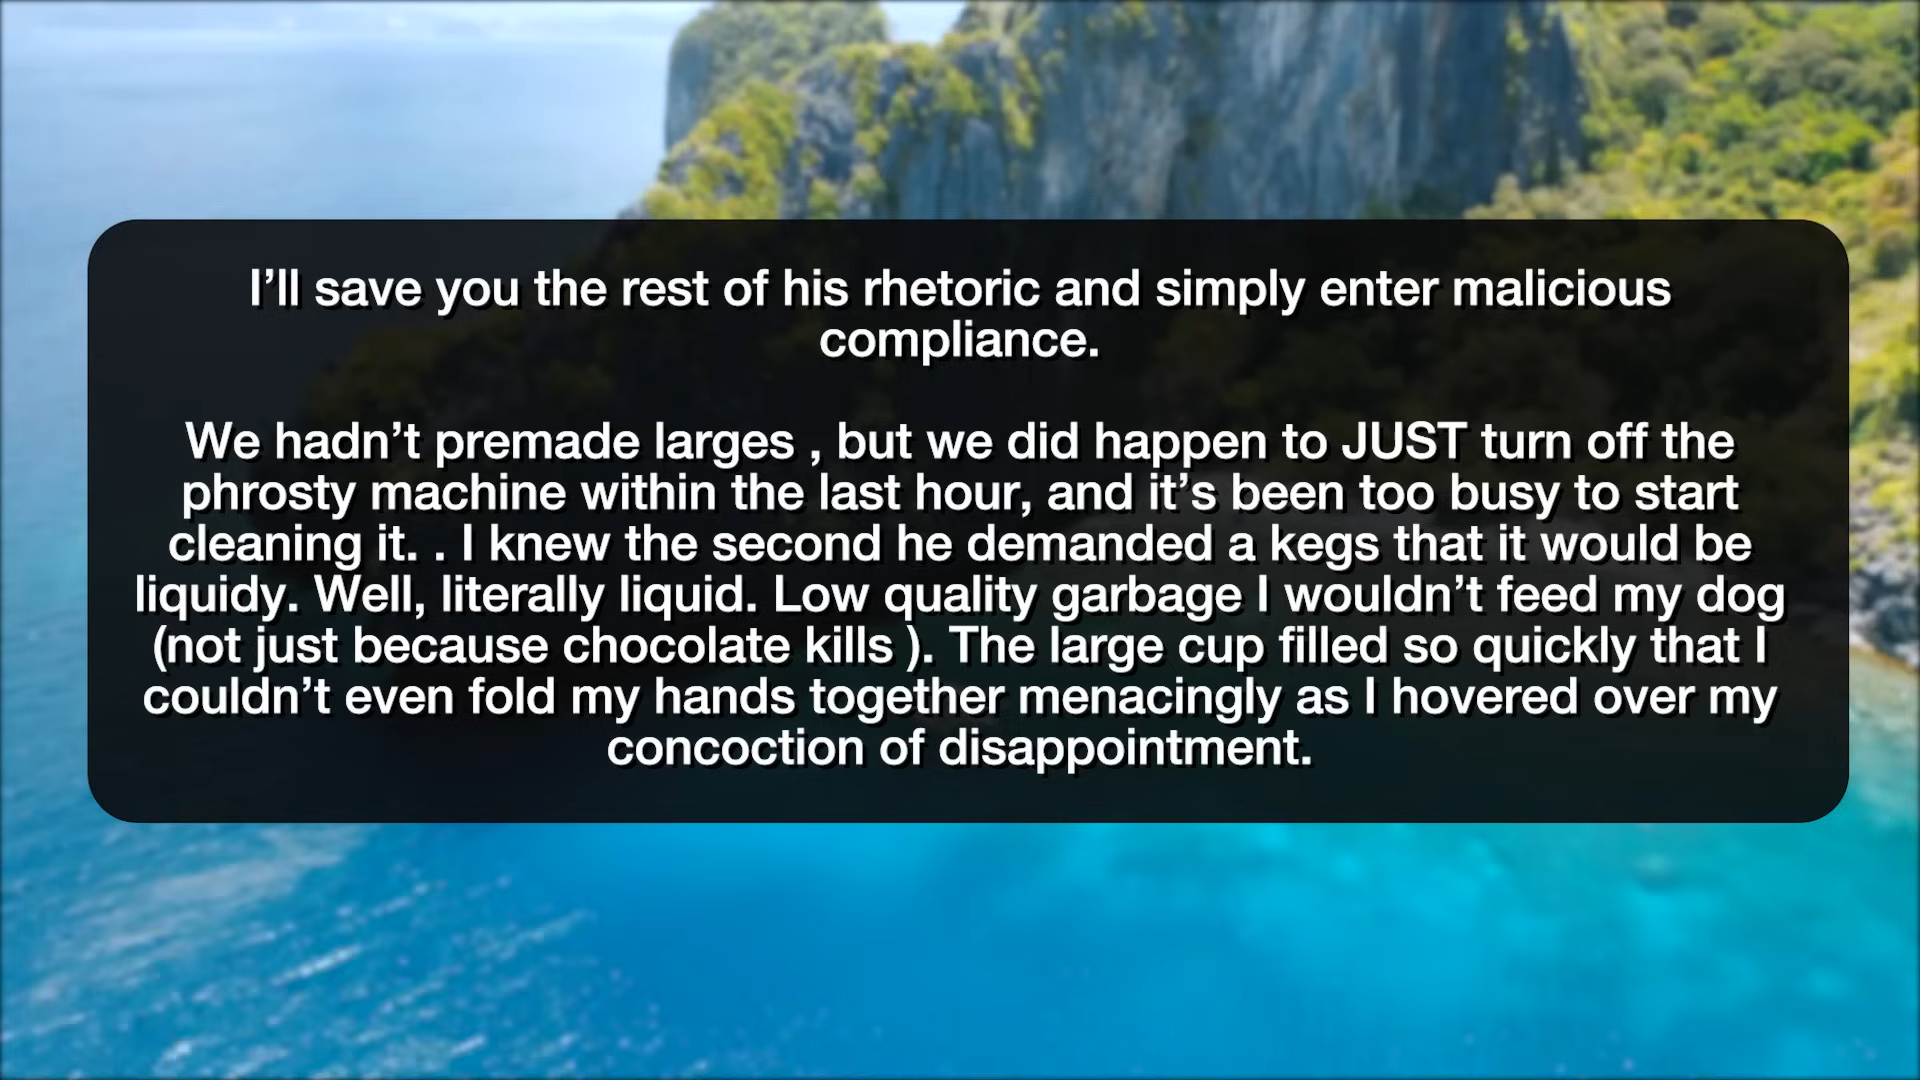 I’ll save you the rest of his rhetoric and simply enter malicious
compliance.
We hadn’t premade larges , but we did happen to JUST turn off the
phrosty machine within the last hour, and it’s been too busy to start
cleaning it. . I knew the second he demanded a kegs that it would be
liquidy. Well, literally liquid. Low quality garbage I wouldn’t feed my dog
(not just because chocolate kills ). The large cup filled so quickly that I
couldn’t even fold my hands together menacingly as I hovered over my
concoction of disappointment.